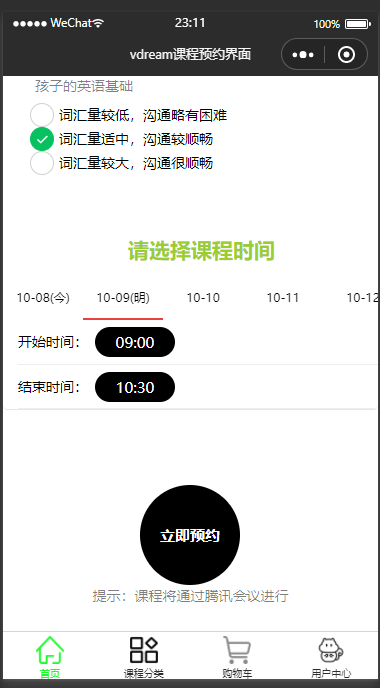 WeChat 23:11 100%
vdream课程预约界面
孩子的英语基础
词汇量较低，沟通略有困难
词汇量适中，沟通较顺畅
词汇量较大，沟通很顺畅
请选择课程时间
10-08(今) 10-09(明) 10-10 10-11 10-12
开始时间： 09:00
结束时间： 10:30
立即预约
提示：课程将通过腾讯会议进行
首页 课程分类 购物车 用户中心